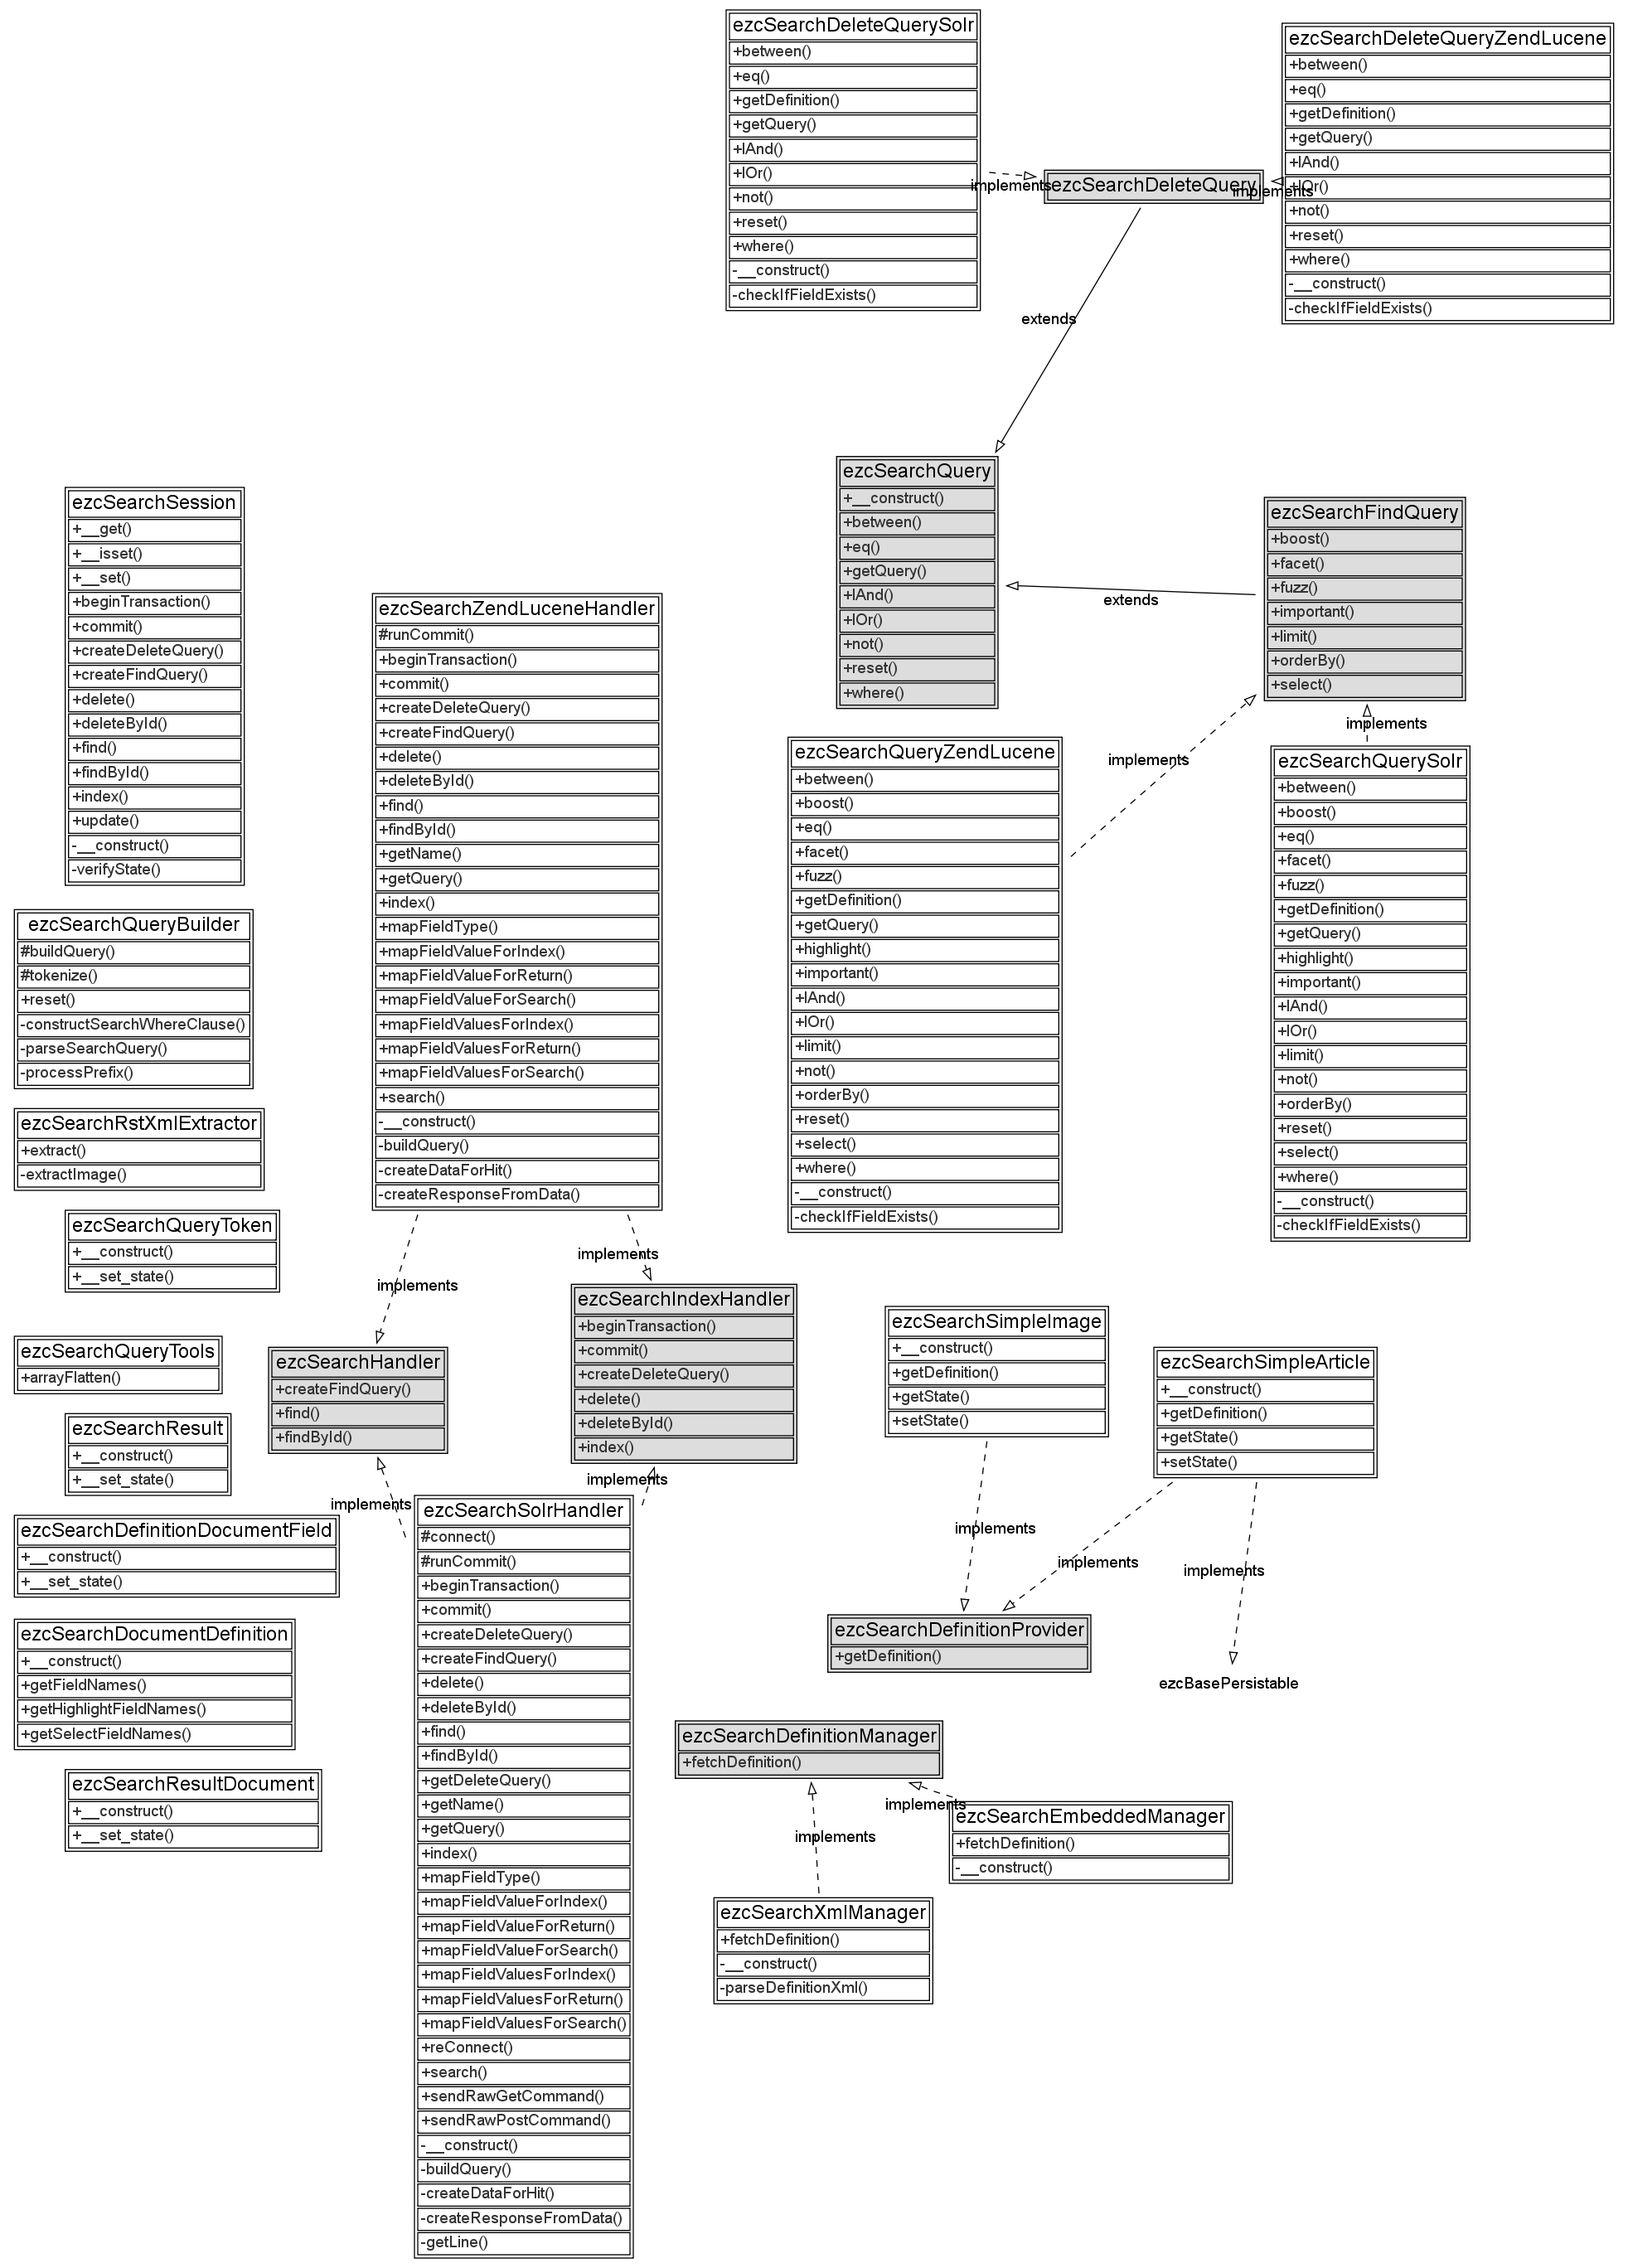 ezcSearchDeleteQuerySolr
+between()
+eq()
+getDefinition()
+getQuery()
+lAnd()
+lOr()
+not()
+reset()
+where()
-__construct()
-checkIfFieldExists()
ezcSearchDeleteQueryZendLucene
+between()
+eq()
+getDefinition()
+getQuery()
+lAnd()
+lOr()
+not()
+reset()
+where()
-__construct()
-checkIfFieldExists()
implements
ezcSearchDeleteQuery
implements
extends
ezcSearchQuery
+__construct()
+between()
+eq()
+getQuery()
+lAnd()
+lOr()
+not()
+reset()
+where()
extends
ezcSearchFindQuery
+boost()
+facet()
+fuzz()
+important()
+limit()
+orderBy()
+select()
implements
implements
ezcSearchSession
+__get()
+__isset()
+__set()
+beginTransaction()
+commit()
+createDeleteQuery()
+createFindQuery()
+delete()
+deleteById()
+find()
+findById()
+index()
+update()
-__construct()
-verifyState()
ezcSearchZendLuceneHandler
#runCommit()
+beginTransaction()
+commit()
+createDeleteQuery()
+createFindQuery()
+delete()
+deleteById()
+find()
+findById()
+getName()
+getQuery()
+index()
+mapFieldType()
+mapFieldValueForIndex()
+mapFieldValueForReturn()
+mapFieldValueForSearch()
+mapFieldValuesForIndex()
+mapFieldValuesForReturn()
+mapFieldValuesForSearch()
+search()
-__construct()
-buildQuery()
-createDataForHit()
-createResponseFromData()
ezcSearchQueryZendLucene
+between()
+boost()
+eq()
+facet()
+fuzz()
+getDefinition()
+getQuery()
+highlight()
+important()
+lAnd()
+lOr()
+limit()
+not()
+orderBy()
+reset()
+select()
+where()
-__construct()
-checkIfFieldExists()
ezcSearchQuerySolr
+between()
+boost()
+eq()
+facet()
+fuzz()
+getDefinition()
+getQuery()
+highlight()
+important()
+lAnd()
+lOr()
+limit()
+not()
+orderBy()
+reset()
+select()
+where()
-__construct()
-checkIfFieldExists()
ezcSearchQueryBuilder
#buildQuery()
#tokenize()
+reset()
-constructSearchWhereClause()
-parseSearchQuery()
-processPrefix()
ezcSearchRstXmlExtractor
+extract()
-extractImage()
ezcSearchQueryToken
+__construct()
+__set_state()
implements
implements
ezcSearchQueryTools
+arrayFlatten()
ezcSearchHandler
+createFindQuery()
+find()
+findById()
ezcSearchIndexHandler
+beginTransaction()
+commit()
+createDeleteQuery()
+delete()
+deleteById()
+index()
ezcSearchSimpleImage
+__construct()
+getDefinition()
+getState()
+setState()
ezcSearchSimpleArticle
+__construct()
+getDefinition()
+getState()
+setState()
ezcSearchResult
+__construct()
+__set_state()
implements
implements
ezcSearchDefinitionDocumentField
+__construct()
+__set_state()
ezcSearchSolrHandler
#connect()
#runCommit()
+beginTransaction()
+commit()
+createDeleteQuery()
+createFindQuery()
+delete()
+deleteById()
+find()
+findById()
+getDeleteQuery()
+getName()
+getQuery()
+index()
+mapFieldType()
+mapFieldValueForIndex()
+mapFieldValueForReturn()
+mapFieldValueForSearch()
+mapFieldValuesForIndex()
+mapFieldValuesForReturn()
+mapFieldValuesForSearch()
+reConnect()
+search()
+sendRawGetCommand()
+sendRawPostCommand()
-__construct()
-buildQuery()
-createDataForHit()
-createResponseFromData()
-getLine()
implements
implements
implements
ezcSearchDefinitionProvider
+getDefinition()
ezcBasePersistable
ezcSearchDocumentDefinition
+__construct()
+getFieldNames()
+getHighlightFieldNames()
+getSelectFieldNames()
ezcSearchResultDocument
+__construct()
+__set_state()
ezcSearchDefinitionManager
+fetchDefinition()
implements
implements
ezcSearchEmbeddedManager
+fetchDefinition()
-__construct()
ezcSearchXmlManager
+fetchDefinition()
-__construct()
-parseDefinitionXml()